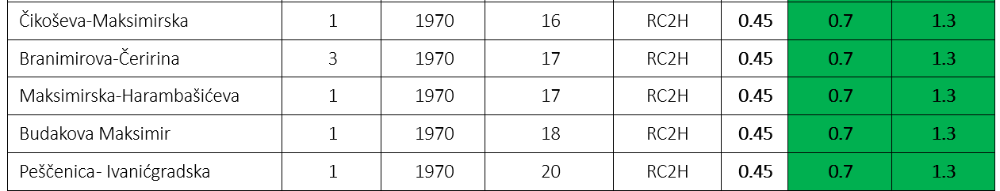 Čikoševa-Maksimirska 1 1970 16 RC2H 0.45 0.7 1.3
Branimirova-Čeririna 3 1970 17 RC2H 0.45 0.7 1.3
Maksimirska-Harambašićeva 1 1970 17 RC2H 0.45 0.7 1.3
Budakova Maksimir 1 1970 18 RC2H 0.45 0.7 1.3
Peščenica- Ivanićgradska 1 1970 20 RC2H 0.45 0.7 1.3